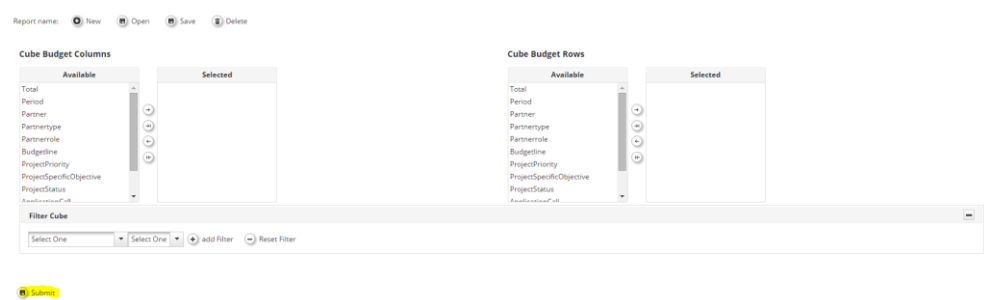 Report name: New Open Save Delete
Cube Budget Columns
Available Selected
Total
Period
Partner
Partnertype
Partnerrole
Budgetline
ProjectPriority
ProjectSpecificObjective
ProjectStatus
ApplicationCall
Cube Budget Rows
Available Selected
Total
Period
Partner
Partnertype
Partnerrole
Budgetline
ProjectPriority
ProjectSpecificObjective
ProjectStatus
ApplicationCall
Filter Cube
Select One Select One add Filter Reset Filter
Submit